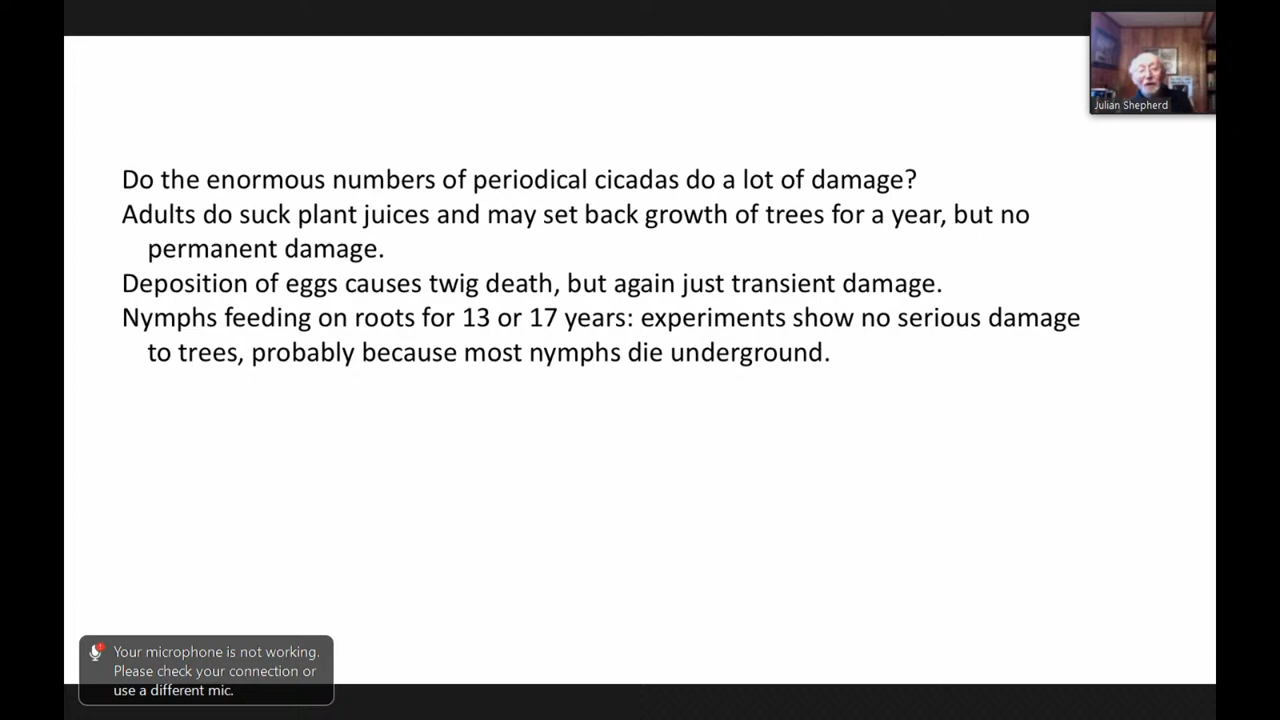 Julian Shepherd
Do the enormous numbers of periodical cicadas do a lot of damage?
Adults do suck plant juices and may set back growth of trees for a year, but no
permanent damage.
Deposition of eggs causes twig death, but again just transient damage.
Nymphs feeding on roots for 13 or 17 years: experiments show no serious damage
to trees, probably because most nymphs die underground.
Your microphone is not working.
Please check your connection or
use a different mic.